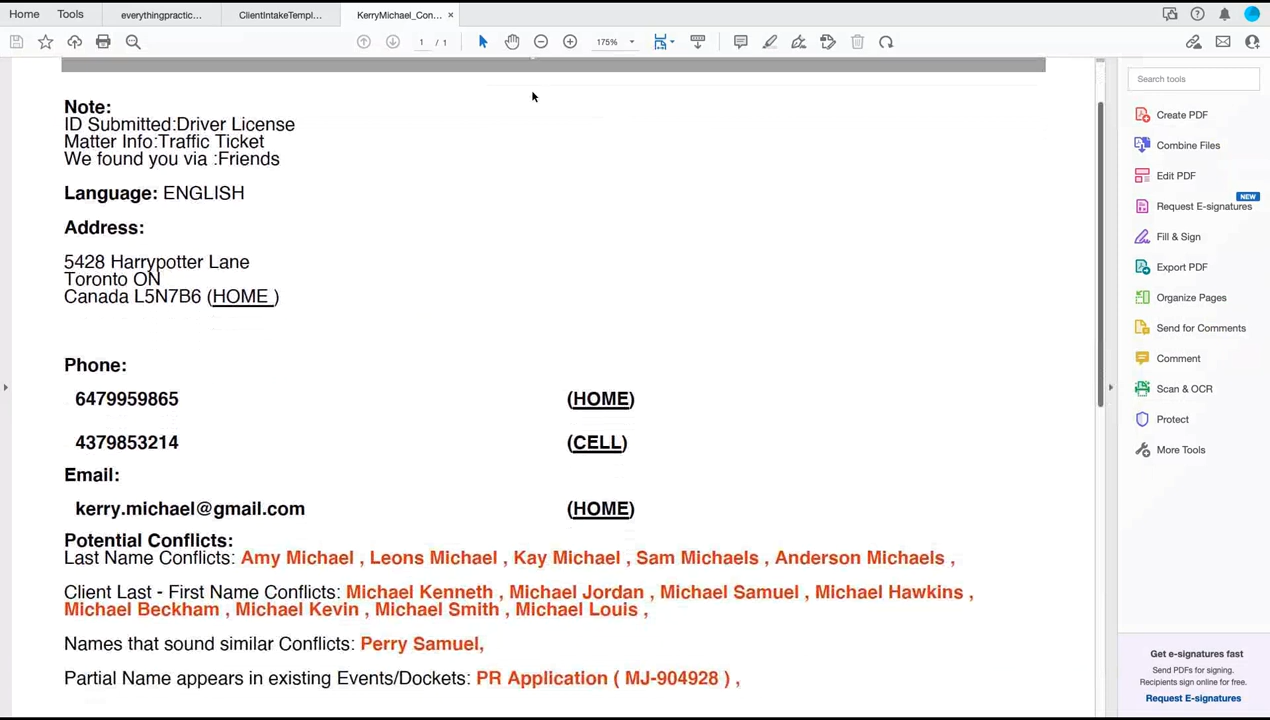 Home Tools everythingpractic... ClientIntakeTempl... KerryMichael_Con... ×
1 / 1 175%
Note:
ID Submitted:Driver License
Matter Info:Traffic Ticket
We found you via :Friends
Language: ENGLISH
Address:
5428 Harrypotter Lane
Toronto ON
Canada L5N7B6 (HOME )
Phone:
6479959865 (HOME)
4379853214 (CELL)
Email:
kerry.michael@gmail.com (HOME)
Potential Conflicts:
Last Name Conflicts: Amy Michael , Leons Michael , Kay Michael , Sam Michaels , Anderson Michaels ,
Client Last - First Name Conflicts: Michael Kenneth , Michael Jordan , Michael Samuel , Michael Hawkins ,
Michael Beckham , Michael Kevin , Michael Smith , Michael Louis ,
Names that sound similar Conflicts: Perry Samuel,
Partial Name appears in existing Events/Dockets: PR Application ( MJ-904928 ) ,
Search tools
Create PDF
Combine Files
Edit PDF
NEW
Request E-signatures
Fill & Sign
Export PDF
Organize Pages
Send for Comments
Comment
Scan & OCR
Protect
More Tools
Get e-signatures fast
Send PDFs for signing.
Recipients sign online for free.
Request E-signatures